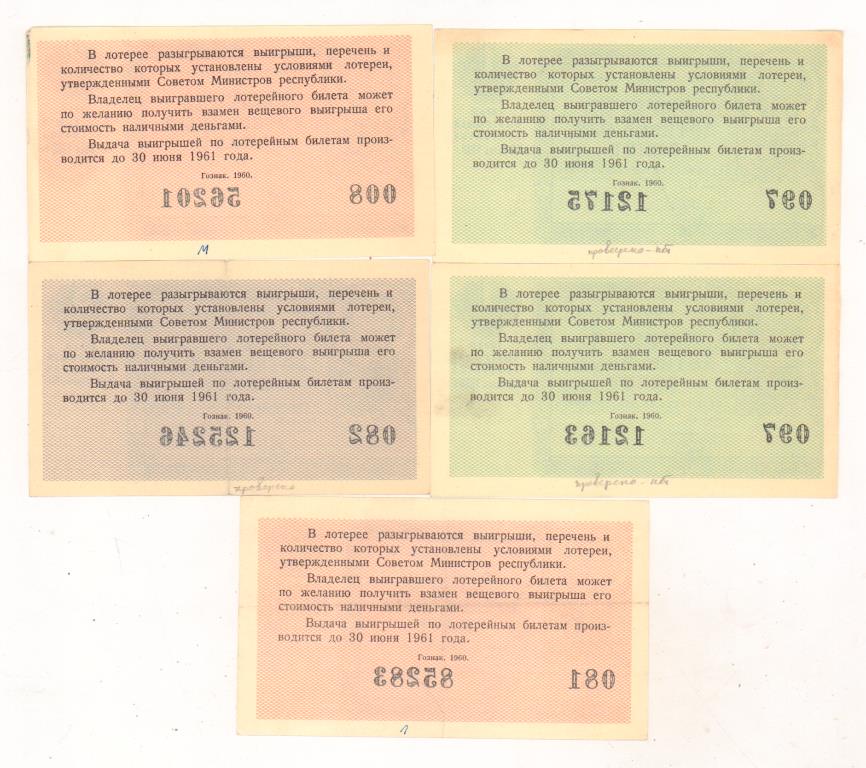 В лотерее разыгрываются выигрыши, перечень и
количество которых установлены условиями лотереи,
утвержденными Советом Министров республики.
Владелец выигравшего лотерейного билета может
по желанию получить взамен вещевого выигрыша его
стоимость наличными деньгами.
Выдача выигрышей по лотерейным билетам произ-
водится до 30 июня 1961 года.
Гознак. 1960.
56201 008
м
В лотерее разыгрываются выигрыши, перечень и
количество которых установлены условиями лотереи,
утвержденными Советом Министров республики.
Владелец выигравшего лотерейного билета может
по желанию получить взамен вещевого выигрыша его
стоимость наличными деньгами.
Выдача выигрышей по лотерейным билетам произ-
водится до 30 июня 1961 года.
Гознак. 1960.
12175 097
проверено -
В лотерее разыгрываются выигрыши, перечень и
количество которых установлены условиями лотереи,
утвержденными Советом Министров республики.
Владелец выигравшего лотерейного билета может
по желанию получить взамен вещевого выигрыша его
стоимость наличными деньгами.
Выдача выигрышей по лотерейным билетам произ-
водится до 30 июня 1961 года.
Гознак. 1960.
125246 082
проверено
В лотерее разыгрываются выигрыши, перечень и
количество которых установлены условиями лотереи,
утвержденными Советом Министров республики.
Владелец выигравшего лотерейного билета может
по желанию получить взамен вещевого выигрыша его
стоимость наличными деньгами.
Выдача выигрышей по лотерейным билетам произ-
водится до 30 июня 1961 года.
Гознак. 1960.
12163 097
проверено -
В лотерее разыгрываются выигрыши, перечень и
количество которых установлены условиями лотереи,
утвержденными Советом Министров республики.
Владелец выигравшего лотерейного билета может
по желанию получить взамен вещевого выигрыша его
стоимость наличными деньгами.
Выдача выигрышей по лотерейным билетам произ-
водится до 30 июня 1961 года.
Гознак. 1960.
85283 081
л